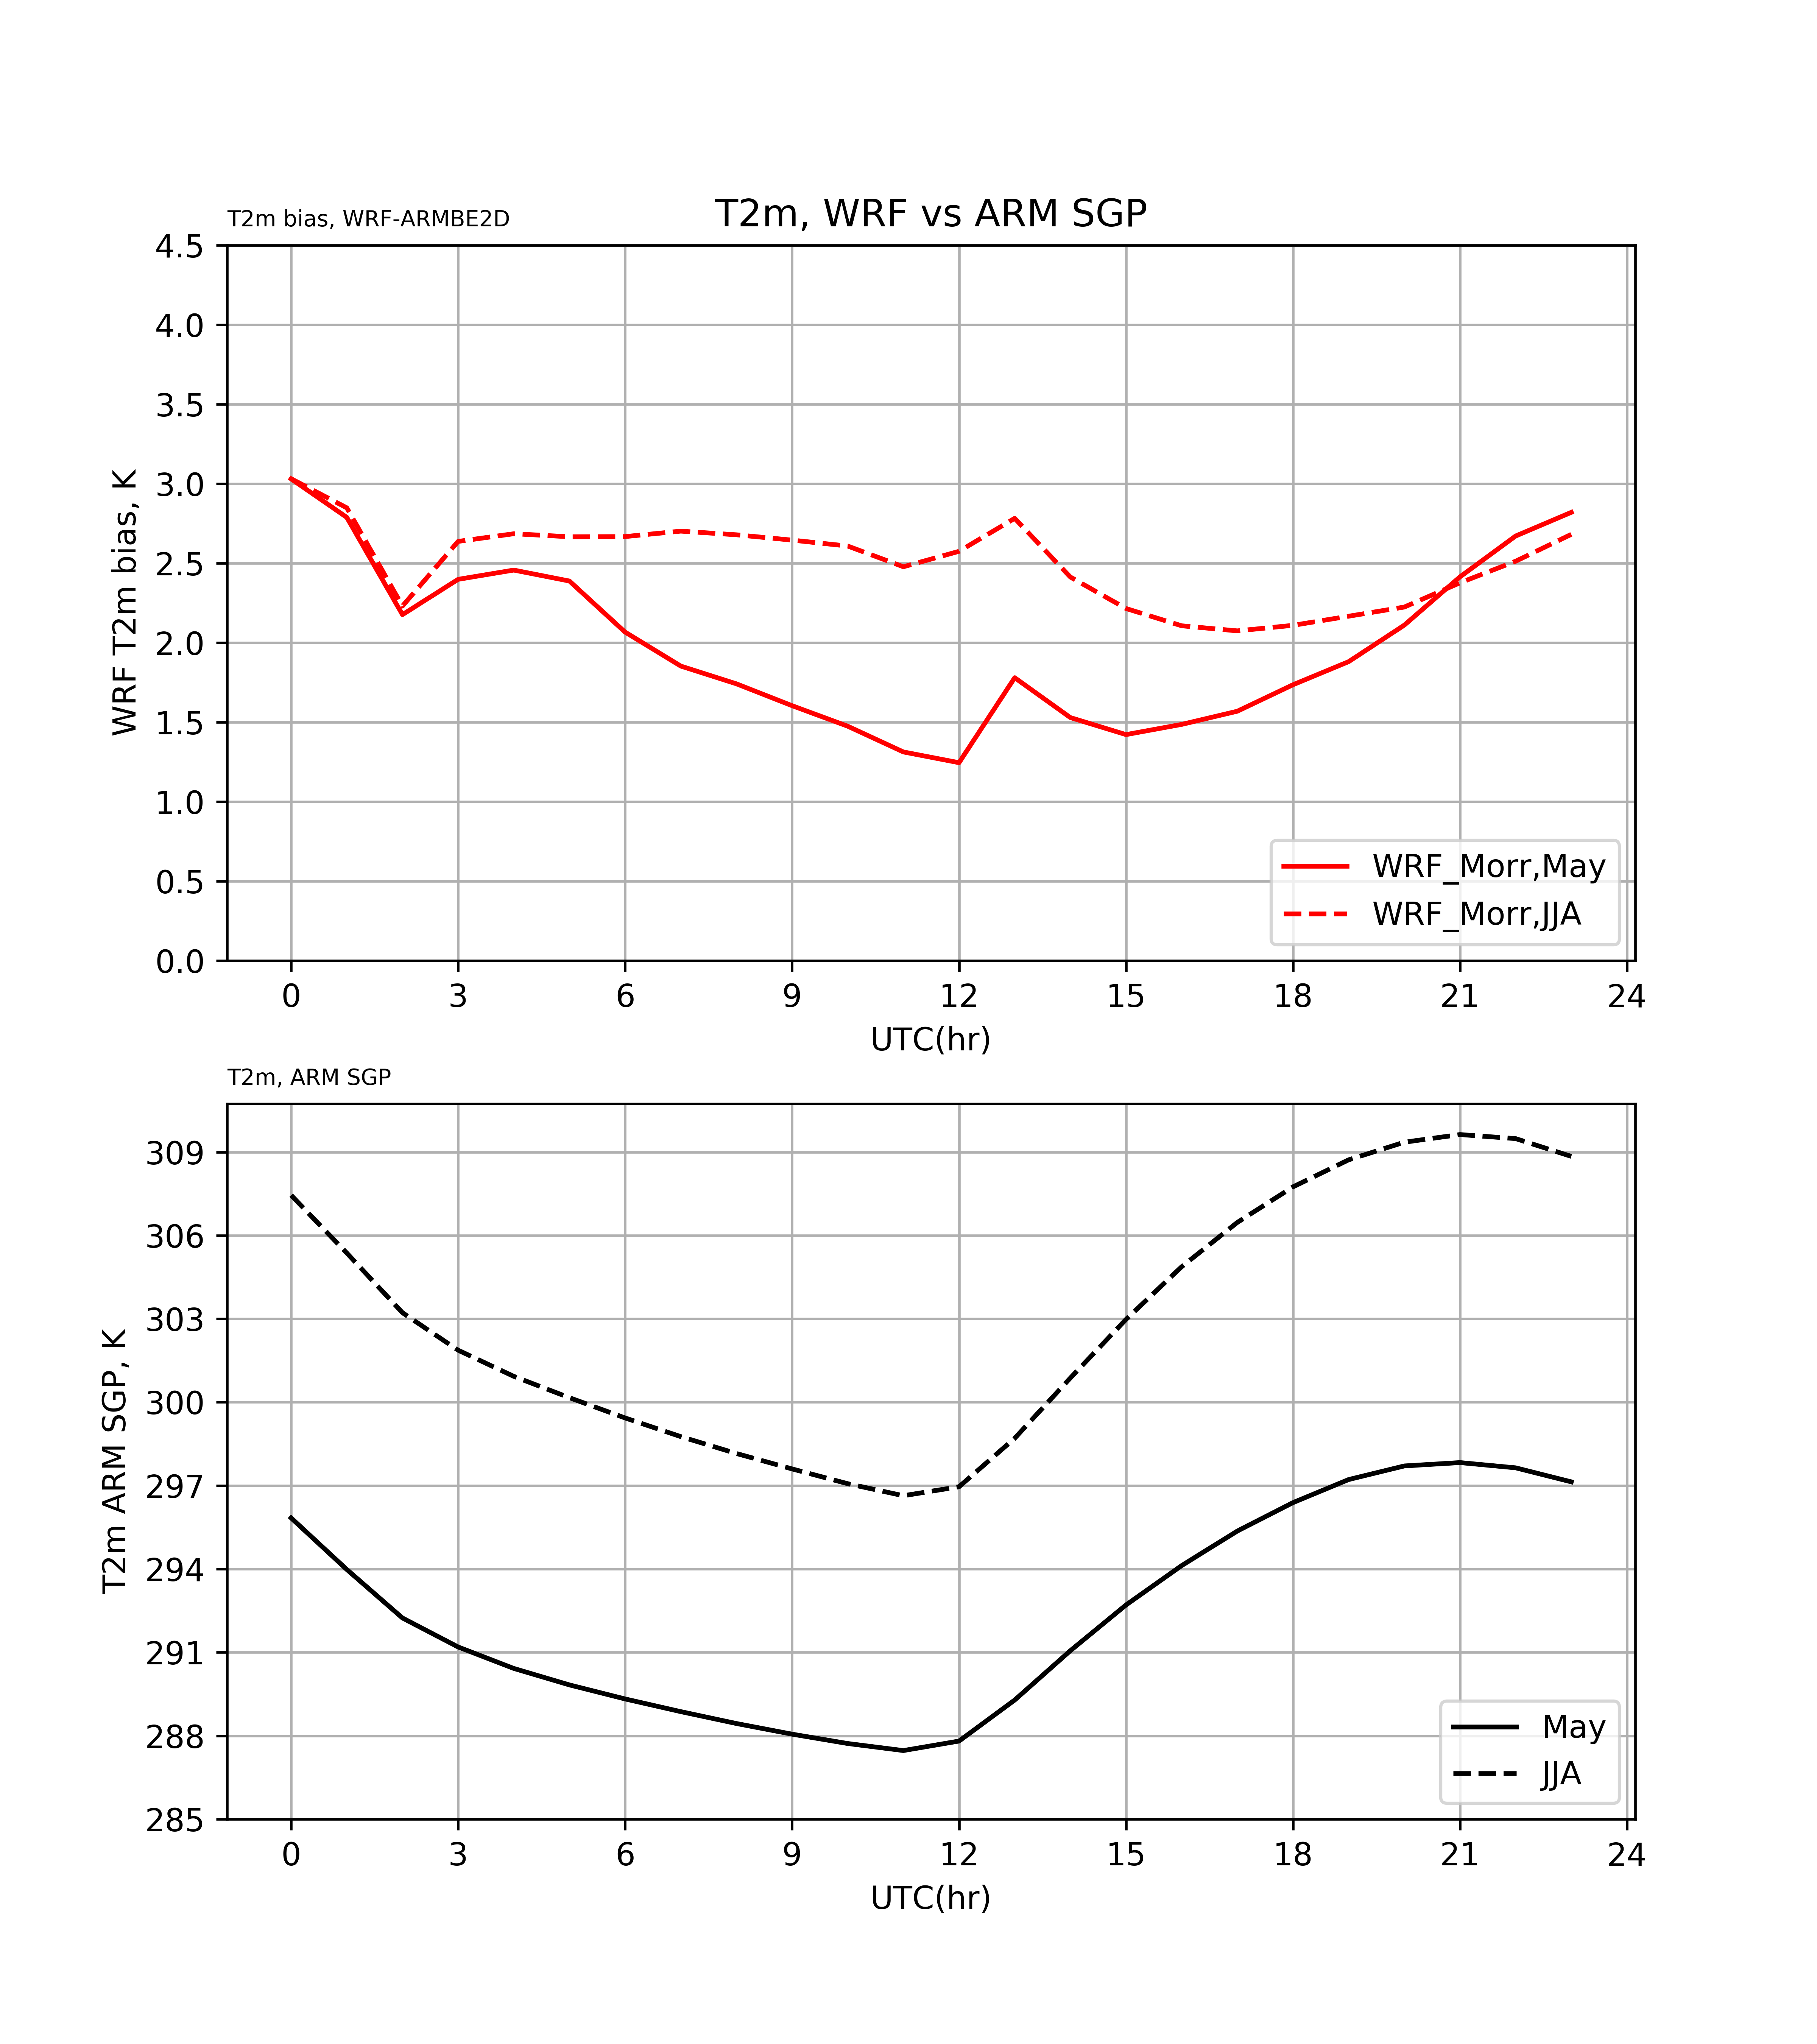 T2m, WRF vs ARM SGP
T2m bias, WRF-ARMBE2D
WRF T2m bias, K
4.5
4.0
3.5
3.0
2.5
2.0
1.5
1.0
0.5
0.0
WRF_Morr,May
WRF_Morr,JJA
0 3 6 9 12 15 18 21 24
UTC(hr)
T2m, ARM SGP
T2m ARM SGP, K
309
306
303
300
297
294
291
288
285
May
JJA
0 3 6 9 12 15 18 21 24
UTC(hr)